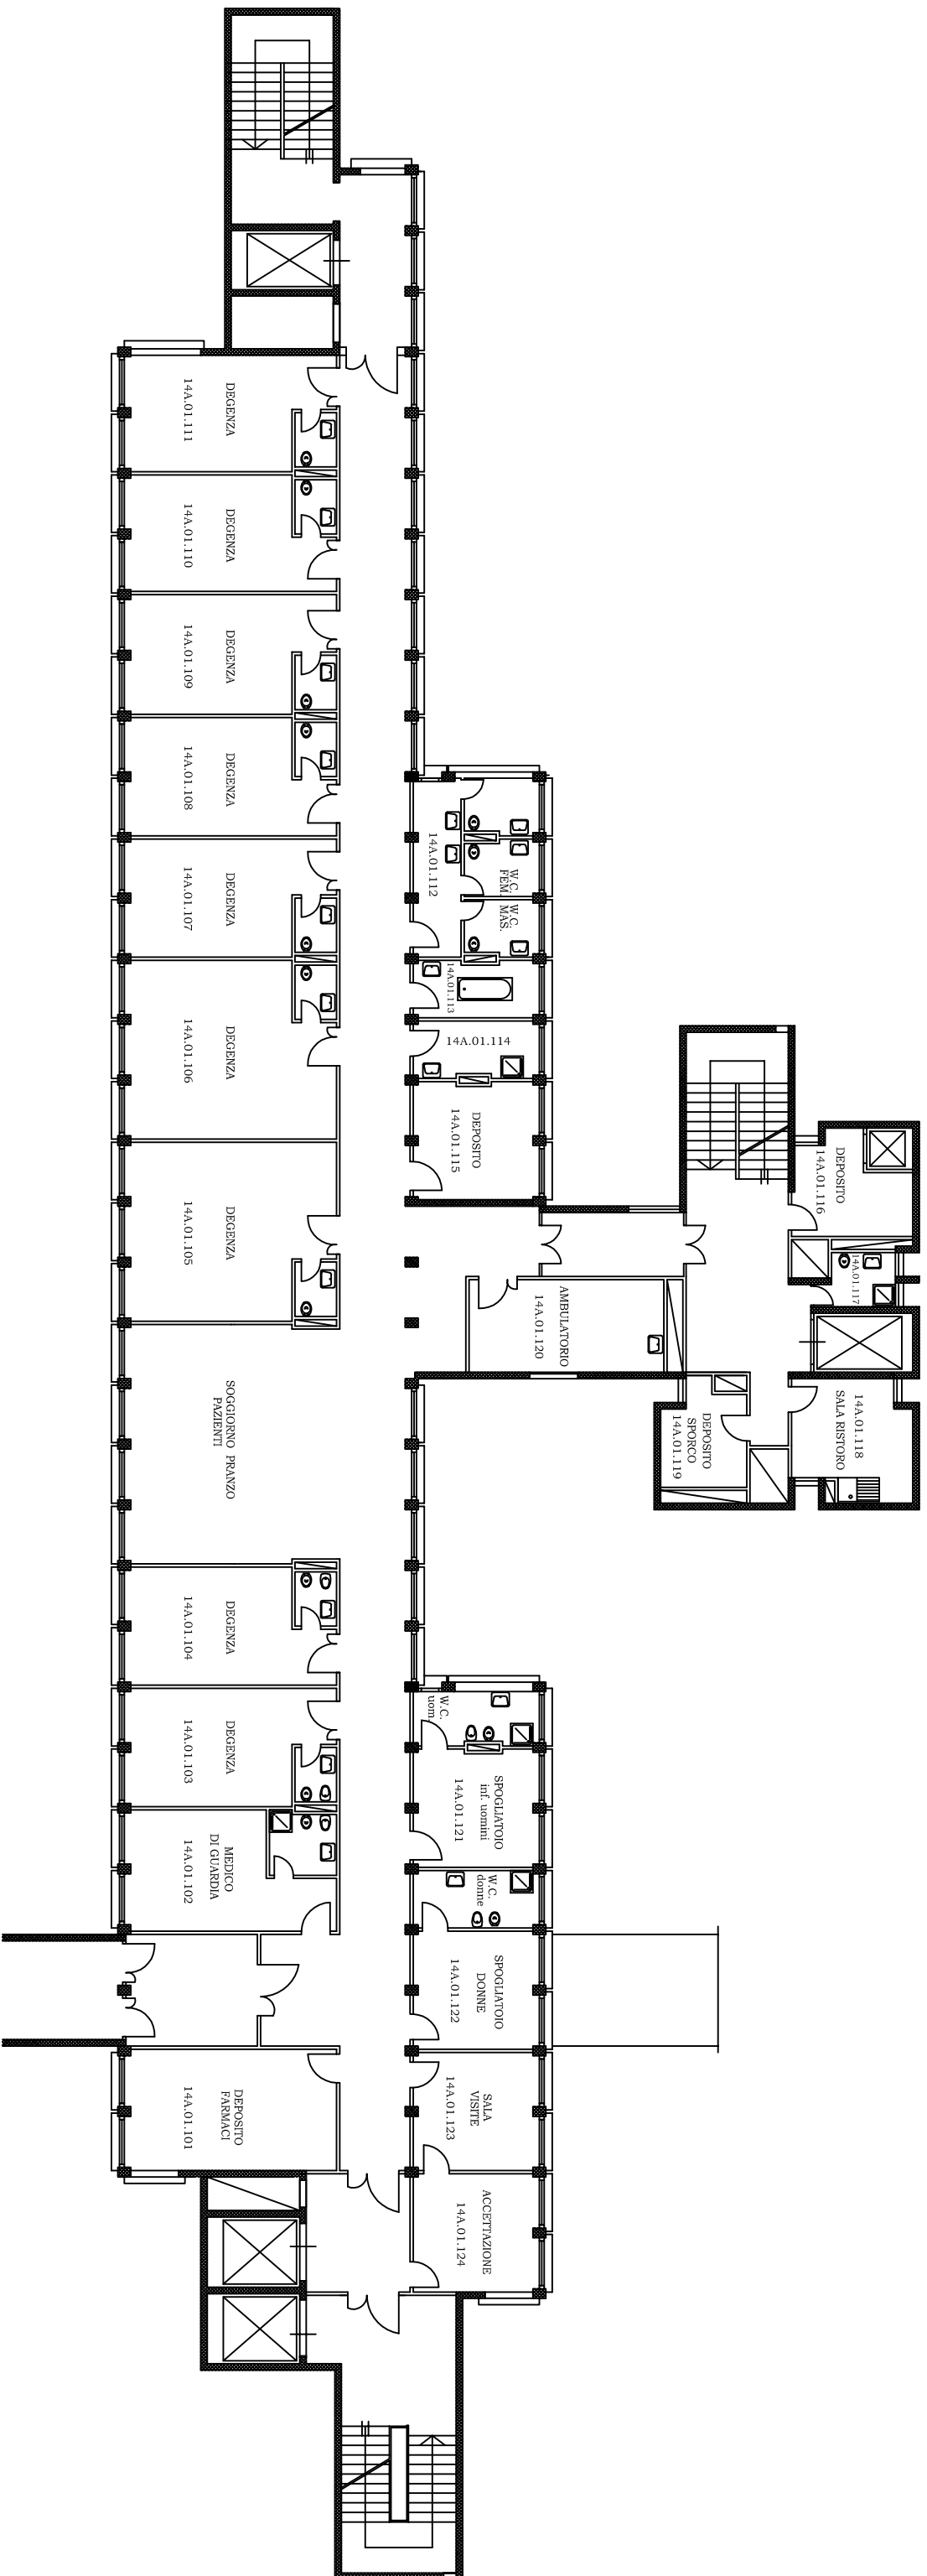 DEGENZA
14A.01.111
DEGENZA
14A.01.110
DEGENZA
14A.01.109
DEGENZA
14A.01.108
DEGENZA
14A.01.107
DEGENZA
14A.01.106
DEGENZA
14A.01.105
SOGGIORNO PRANZO
PAZIENTI
DEGENZA
14A.01.104
DEGENZA
14A.01.103
MEDICO
DI GUARDIA
14A.01.102
DEPOSITO
FARMACI
14A.01.101
W.C.
FEM.
W.C.
MAS.
14A.01.112
14A.01.113
14A.01.114
DEPOSITO
14A.01.115
DEPOSITO
14A.01.116
14A.01.117
14A.01.118
SALA RISTORO
DEPOSITO
SPORCO
14A.01.119
AMBULATORIO
14A.01.120
W.C.
uom.
SPOGLIATOIO
inf. uomini
14A.01.121
W.C.
donne
SPOGLIATOIO
DONNE
14A.01.122
SALA
VISITE
14A.01.123
ACCETTAZIONE
14A.01.124